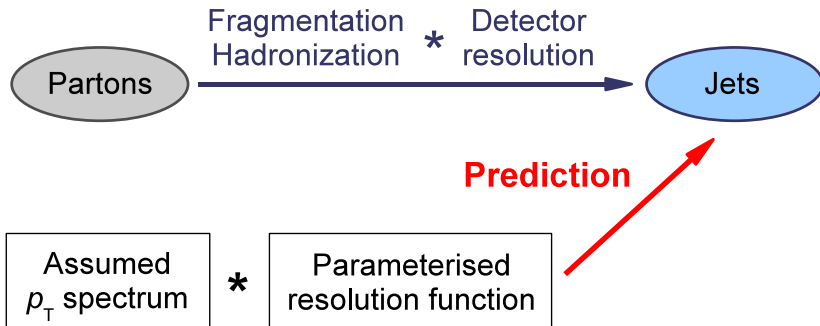 Fragmentation
Hadronization
*
Detector
resolution
Partons
Jets
Prediction
Assumed
pT spectrum
*
Parameterised
resolution function